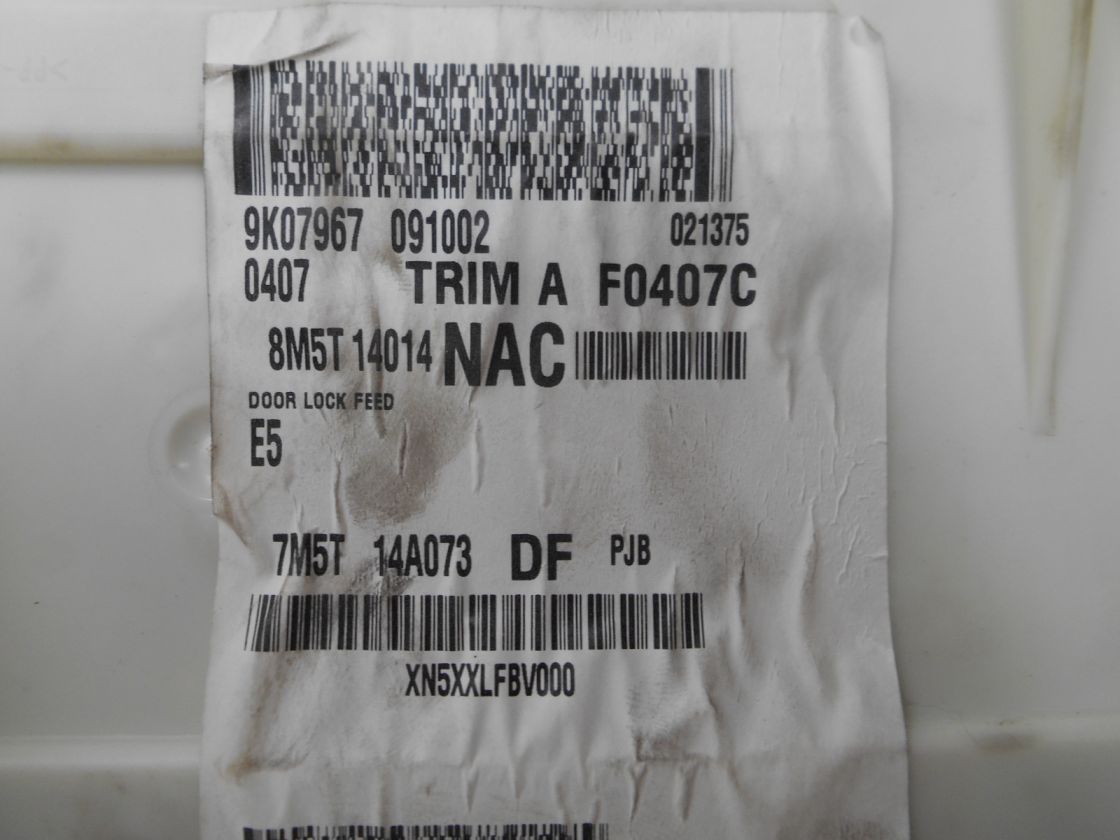 9K07967 091002 021375
0407 TRIM A F0407C
8M5T 14014 NAC
DOOR LOCK FEED
E5
7M5T 14A073 DF PJB
XN5XXLFBV000